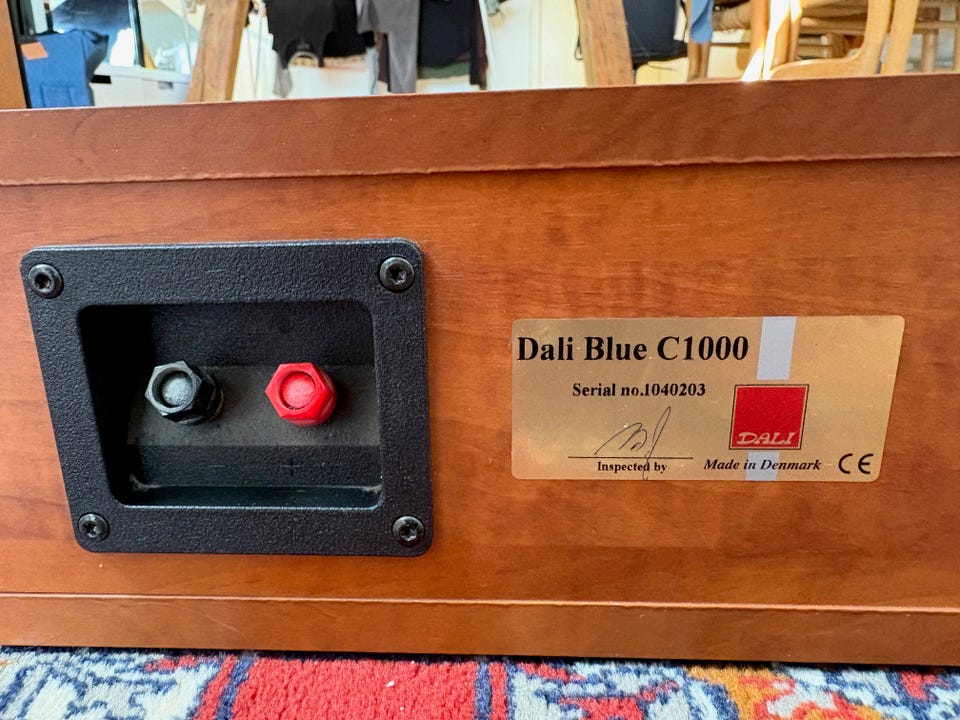 Dali Blue C1000
Serial no.1040203
DALI
Inspected by
Made in Denmark CE
+